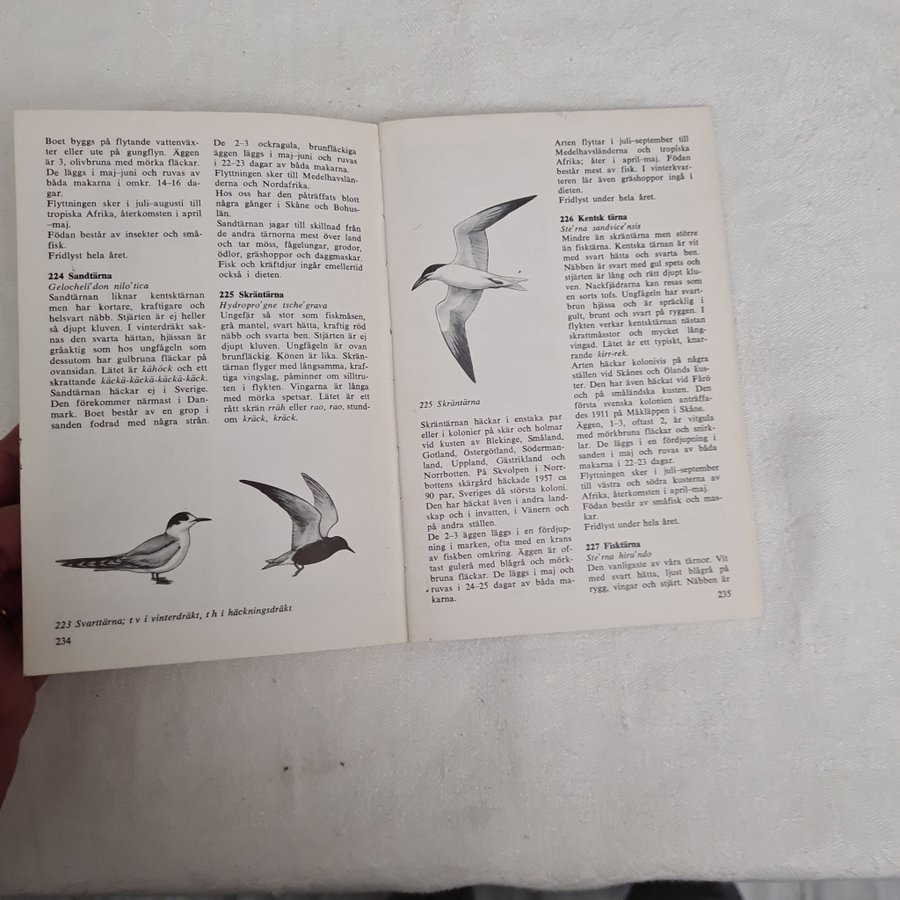 Boet byggs på flytande vattenväx-
ter eller ute på gungflyn. Äggen
är 3, olivbruna med mörka fläckar.
De läggs i maj-juni och ruvas av
båda makarna i omkr. 14–16 da-
gar.
Flyttningen sker i juli-augusti till
tropiska Afrika, återkomsten i april
–maj.
Födan består av insekter och små-
fisk.
Fridlyst hela året.
224 Sandtärna
Gelocheli′don nilo′tica
Sandtärnan liknar kentsktärnan
men har kortare, kraftigare och
helsvart näbb. Stjärten är ej heller
så djupt kluven. I vinterdräkt sak-
nas den svarta hättan, hjässan är
gråaktig som hos ungfågeln som
dessutom har gulbruna fläckar på
ovansidan. Lätet är kähöck och ett
skrattande käckä-käckä-käckä-käck.
Sandtärnan häckar ej i Sverige.
Den förekommer närmast i Dan-
mark. Boet består av en grop i
sanden fodrad med några strån.
De 2–3 ockragula, brunfläckiga
äggen läggs i maj-juni och ruvas
i 22–23 dagar av båda makarna.
Flyttningen sker till Medelhavslän-
derna och Nordafrika.
Hos oss har den påträffats blott
några gånger i Skåne och Bohus-
län.
Sandtärnan jagar till skillnad från
de andra tärnorna mest över land
och tar möss, fågelungar, grodor,
ödlor, gräshoppor och daggmaskar.
Fisk och kräftdjur ingår emellertid
också i dieten.
225 Skräntärna
Hydropro′gne tsche′grava
Ungefär så stor som fiskmåsen,
grå mantel, svart hätta, kraftig röd
näbb och svarta ben. Stjärten är ej
djupt kluven. Ungfågeln är ovan
brunfläckig. Könen är lika. Skrän-
tärnan flyger med långsamma, kraf-
tiga vingslag, påminner om silltru-
ten i flykten. Vingarna är långa
med mörka spetsar. Lätet är ett
rått skrän rräh eller rao, rao, stund-
om kräck, kräck.
223 Svarttärna; t v i vinterdräkt, t h i häckningsdräkt
234
225 Skräntärna
Skräntärnan häckar i enstaka par
eller i kolonier på skär och holmar
vid kusten av Blekinge, Småland,
Gotland, Östergötland, Söderman-
land, Uppland, Gästrikland och
Norrbotten. På Skvolpen i Norr-
bottens skärgård häckade 1957 ca
90 par, Sveriges då största koloni.
Den har häckat även i andra land-
skap och i invatten, i Vänern och
på andra ställen.
De 2–3 äggen läggs i en fördjup-
ning i marken, ofta med en krans
av fiskben omkring. Äggen är of-
tast gulerå med blågrå och mörk-
bruna fläckar. De läggs i maj och
ruvas i 24–25 dagar av båda ma-
karna.
Arten flyttar i juli-september till
Medelhavsländerna och tropiska
Afrika; åter i april–maj. Födan
består mest av fisk. I vinterkvar-
teren lär även gräshoppor ingå i
dieten.
Fridlyst under hela året.
226 Kentsk tärna
Ste′rna sandvice′nsis
Mindre än skräntärna men större
än fisktärna. Kentska tärnan är vit
med svart hätta och svarta ben.
Näbben är svart med gul spets och
stjärten är lång och rätt djupt klu-
ven. Nackfjädrarna kan resas som
en sorts tofs. Ungfågeln har svart-
brun hjässa och är spräcklig i
gult, brunt och svart på ryggen. I
flykten verkar kentsktärnan nästan
skrattmåsstor och mycket lång-
vingad. Lätet är ett typiskt, knar-
rande kirr-rek.
Arten häckar kolonivis på några
ställen vid Skånes och Ölands kus-
ter. Den har även häckat vid Fårö
och på småländska kusten. Den
första svenska kolonien anträffa-
des 1911 på Måkläppen i Skåne.
Äggen, 1–3, oftast 2, är vitgula
med mörkbruna fläckar och snirk-
lar. De läggs i en fördjupning i
sanden i maj och ruvas av båda
makarna i 22–23 dagar.
Flyttningen sker i juli–september
till västra och södra kusterna av
Afrika, återkomsten i april–maj.
Födan består av småfisk och mas-
kar.
Fridlyst under hela året.
227 Fisktärna
Ste′rna hiru′ndo
Den vanligaste av våra tärnor. Vit
med svart hätta, ljust blågrå på
rygg, vingar och stjärt. Näbben är
235